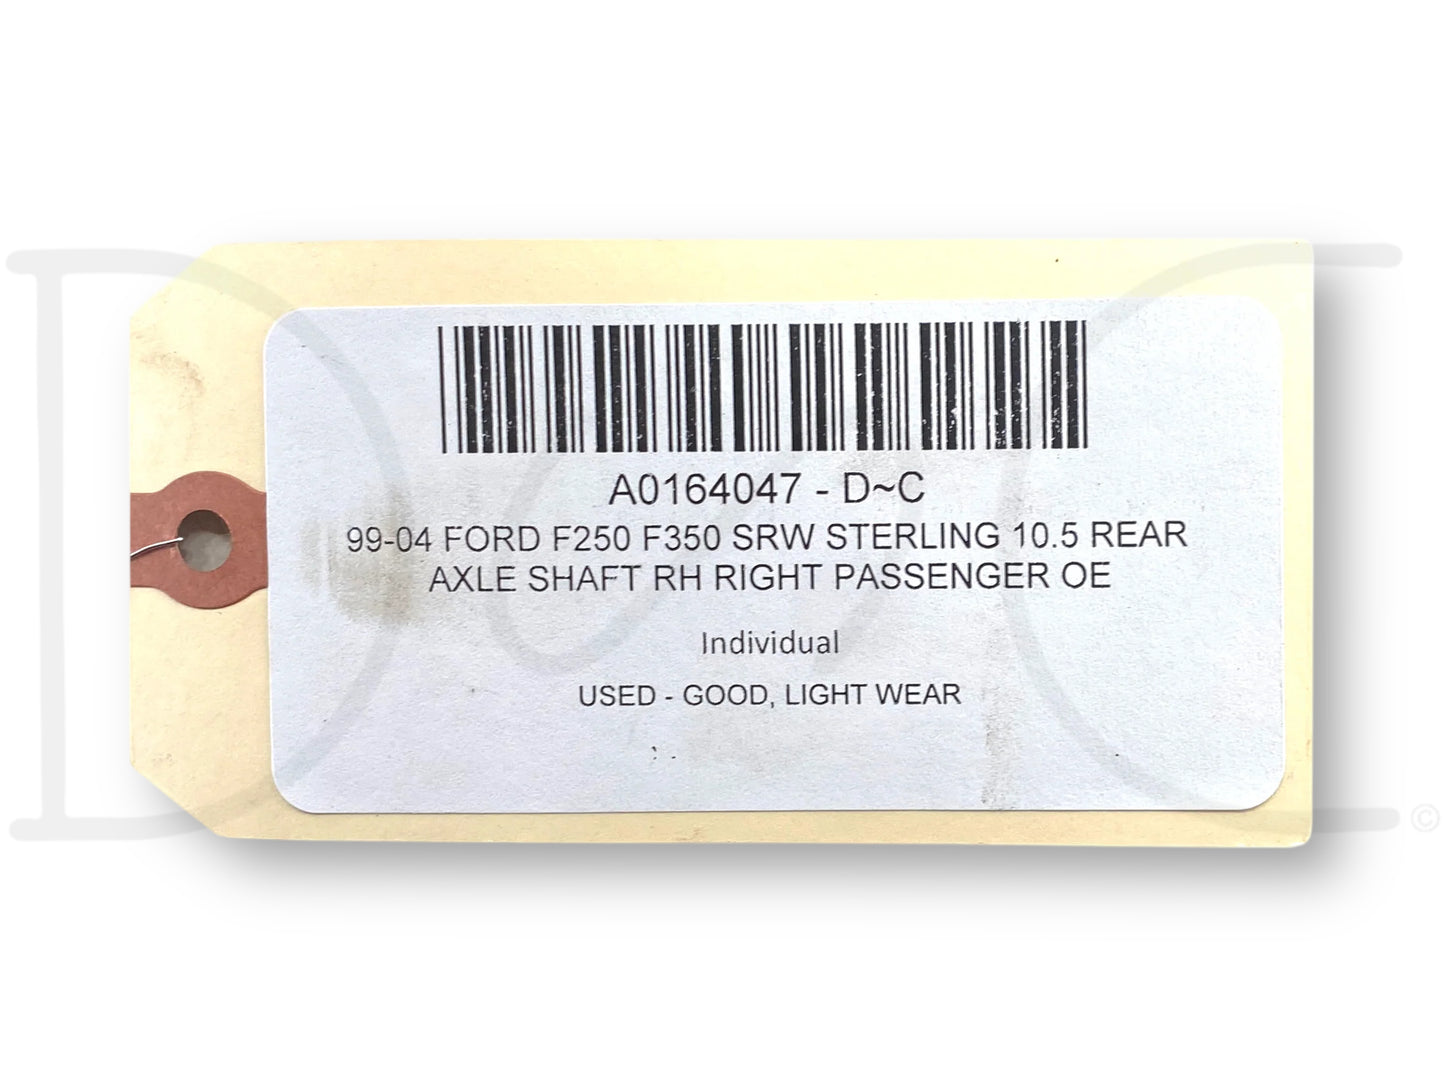 A0164047 - D~C
99-04 FORD F250 F350 SRW STERLING 10.5 REAR
AXLE SHAFT RH RIGHT PASSENGER OE
Individual
USED - GOOD, LIGHT WEAR
©